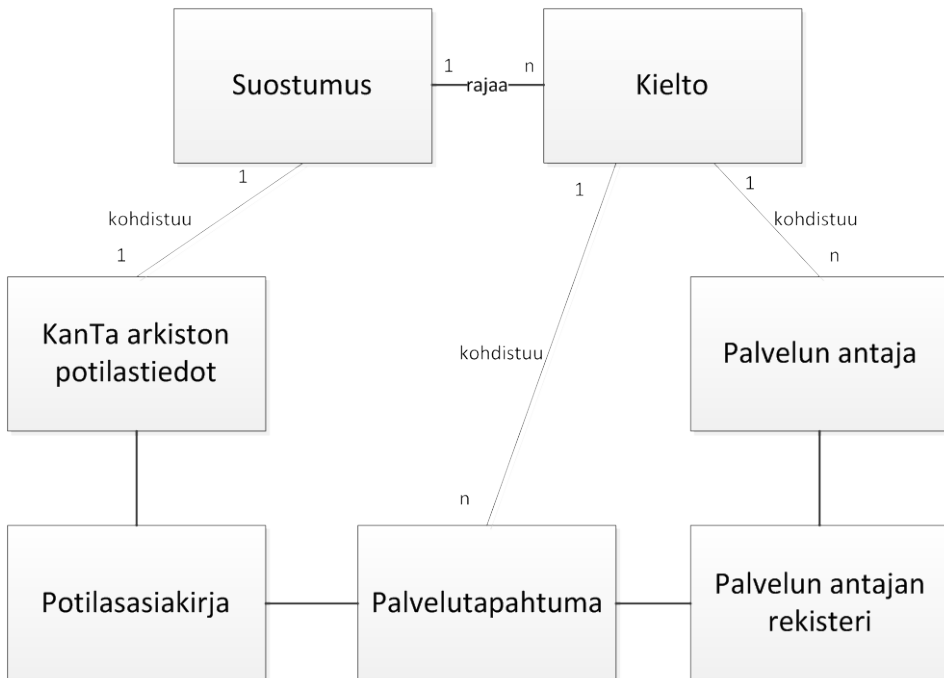 Suostumus
1
rajaa
n
Kielto
1
kohdistuu
1
1
kohdistuu
n
1
kohdistuu
n
KanTa arkiston
potilastiedot
Palvelun antaja
Potilasasiakirja
Palvelutapahtuma
Palvelun antajan
rekisteri